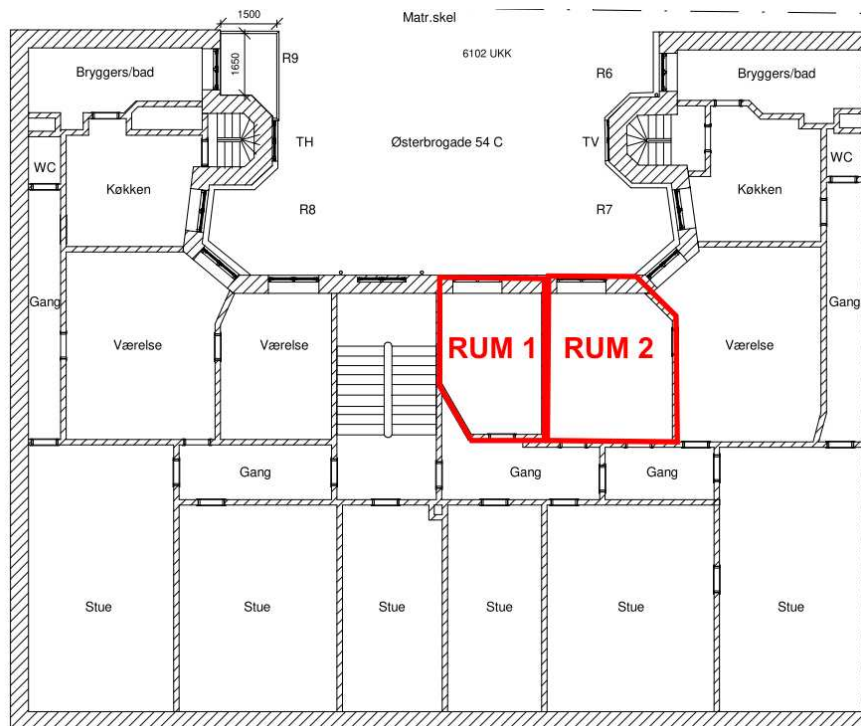 Matr.skel
1500
1650
R9
6102 UKK
R6
Bryggers/bad
Bryggers/bad
TH
Østerbrogade 54 C
TV
WC
WC
Køkken
Køkken
R8
R7
Gang
Gang
Værelse
Værelse
RUM 1
RUM 2
Værelse
Gang
Gang
Gang
Stue
Stue
Stue
Stue
Stue
Stue